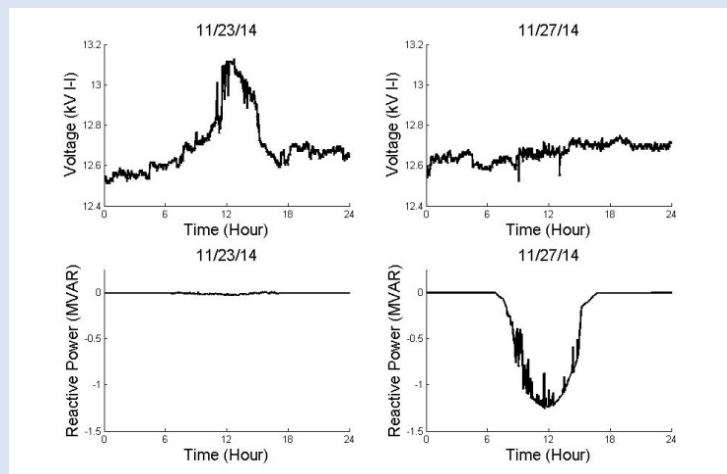 11/23/14
13.2
13
12.8
12.6
12.4
Voltage (kV l-l)
0 6 12 18 24
Time (Hour)
11/27/14
13.2
13
12.8
12.6
12.4
Voltage (kV l-l)
0 6 12 18 24
Time (Hour)
11/23/14
0
-0.5
-1
-1.5
Reactive Power (MVAR)
0 6 12 18 24
Time (Hour)
11/27/14
0
-0.5
-1
-1.5
Reactive Power (MVAR)
0 6 12 18 24
Time (Hour)